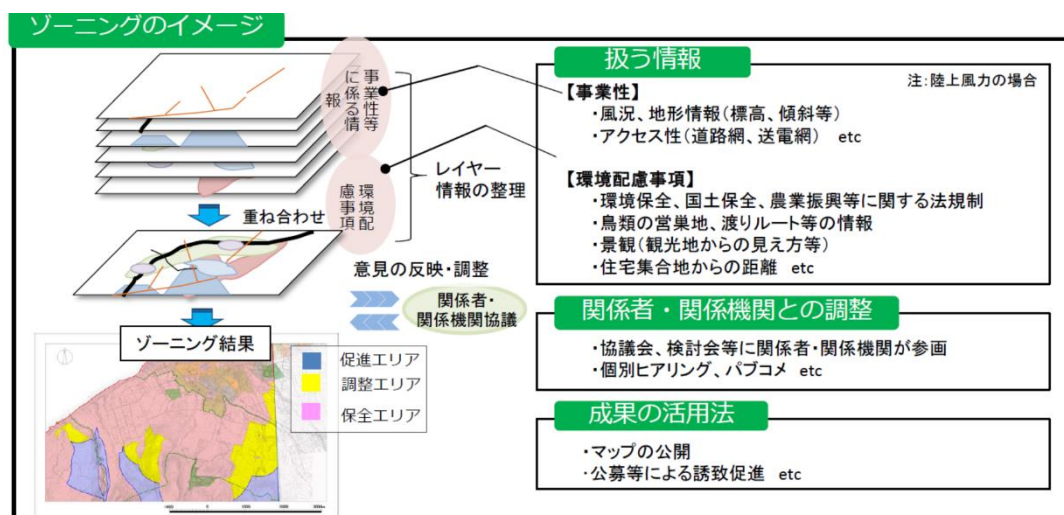 ゾーニングのイメージ
事業性等
に係る情
報
環境配
慮事項
レイヤー
情報の整理
重ね合わせ
意見の反映・調整
関係者・
関係機関協議
ゾーニング結果
促進エリア
調整エリア
保全エリア
扱う情報
注:陸上風力の場合
【事業性】
・風況、地形情報(標高、傾斜等)
・アクセス性(道路網、送電網) etc
【環境配慮事項】
・環境保全、国土保全、農業振興等に関する法規制
・鳥類の営巣地、渡りルート等の情報
・景観(観光地からの見え方等)
・住宅集合地からの距離 etc
関係者・関係機関との調整
・協議会、検討会等に関係者・関係機関が参画
・個別ヒアリング、パブコメ etc
成果の活用法
・マップの公開
・公募等による誘致促進 etc